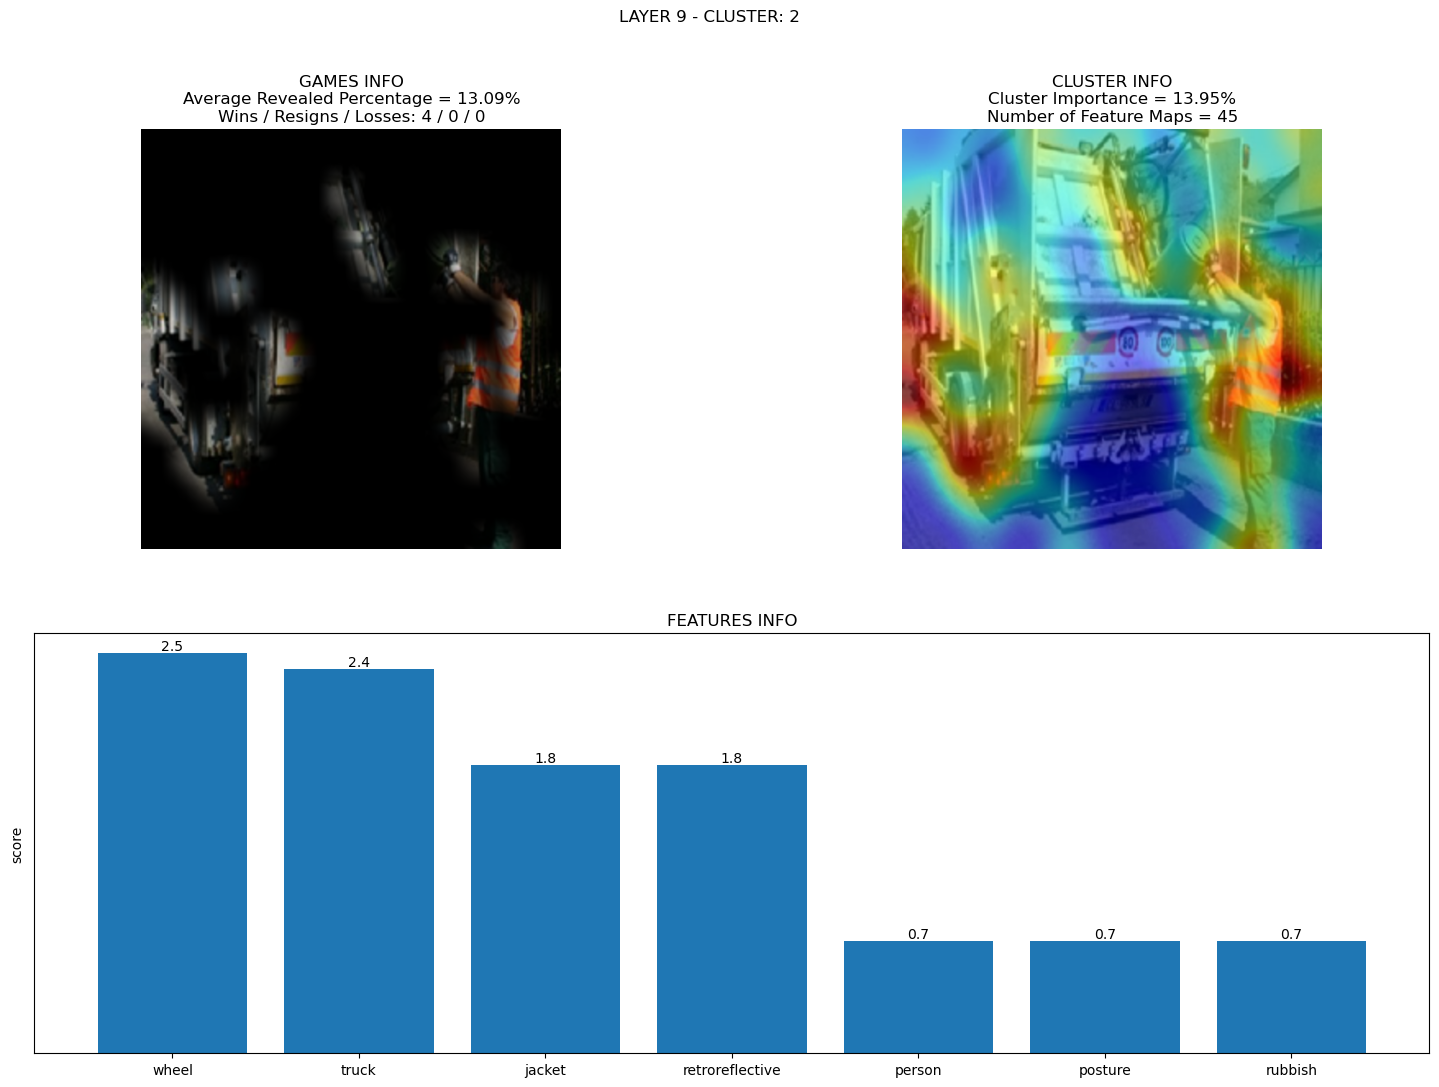 LAYER 9 - CLUSTER: 2
GAMES INFO
Average Revealed Percentage = 13.09%
Wins / Resigns / Losses: 4 / 0 / 0
CLUSTER INFO
Cluster Importance = 13.95%
Number of Feature Maps = 45
80
FEATURES INFO
score
2.5
2.4
1.8
1.8
0.7
0.7
0.7
wheel
truck
jacket
retroreflective
person
posture
rubbish